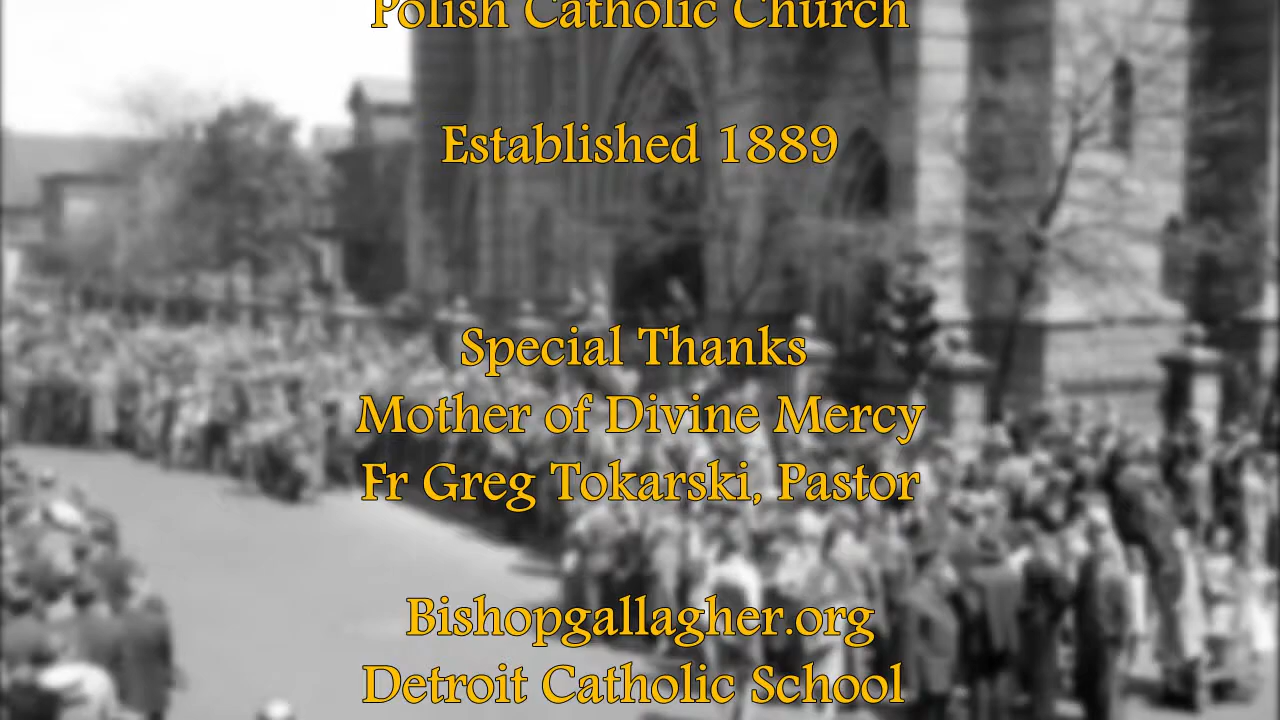 Polish Catholic Church
Established 1889
Special Thanks
Mother of Divine Mercy
Fr Greg Tokarski, Pastor
Bishopgallagher.org
Detroit Catholic School